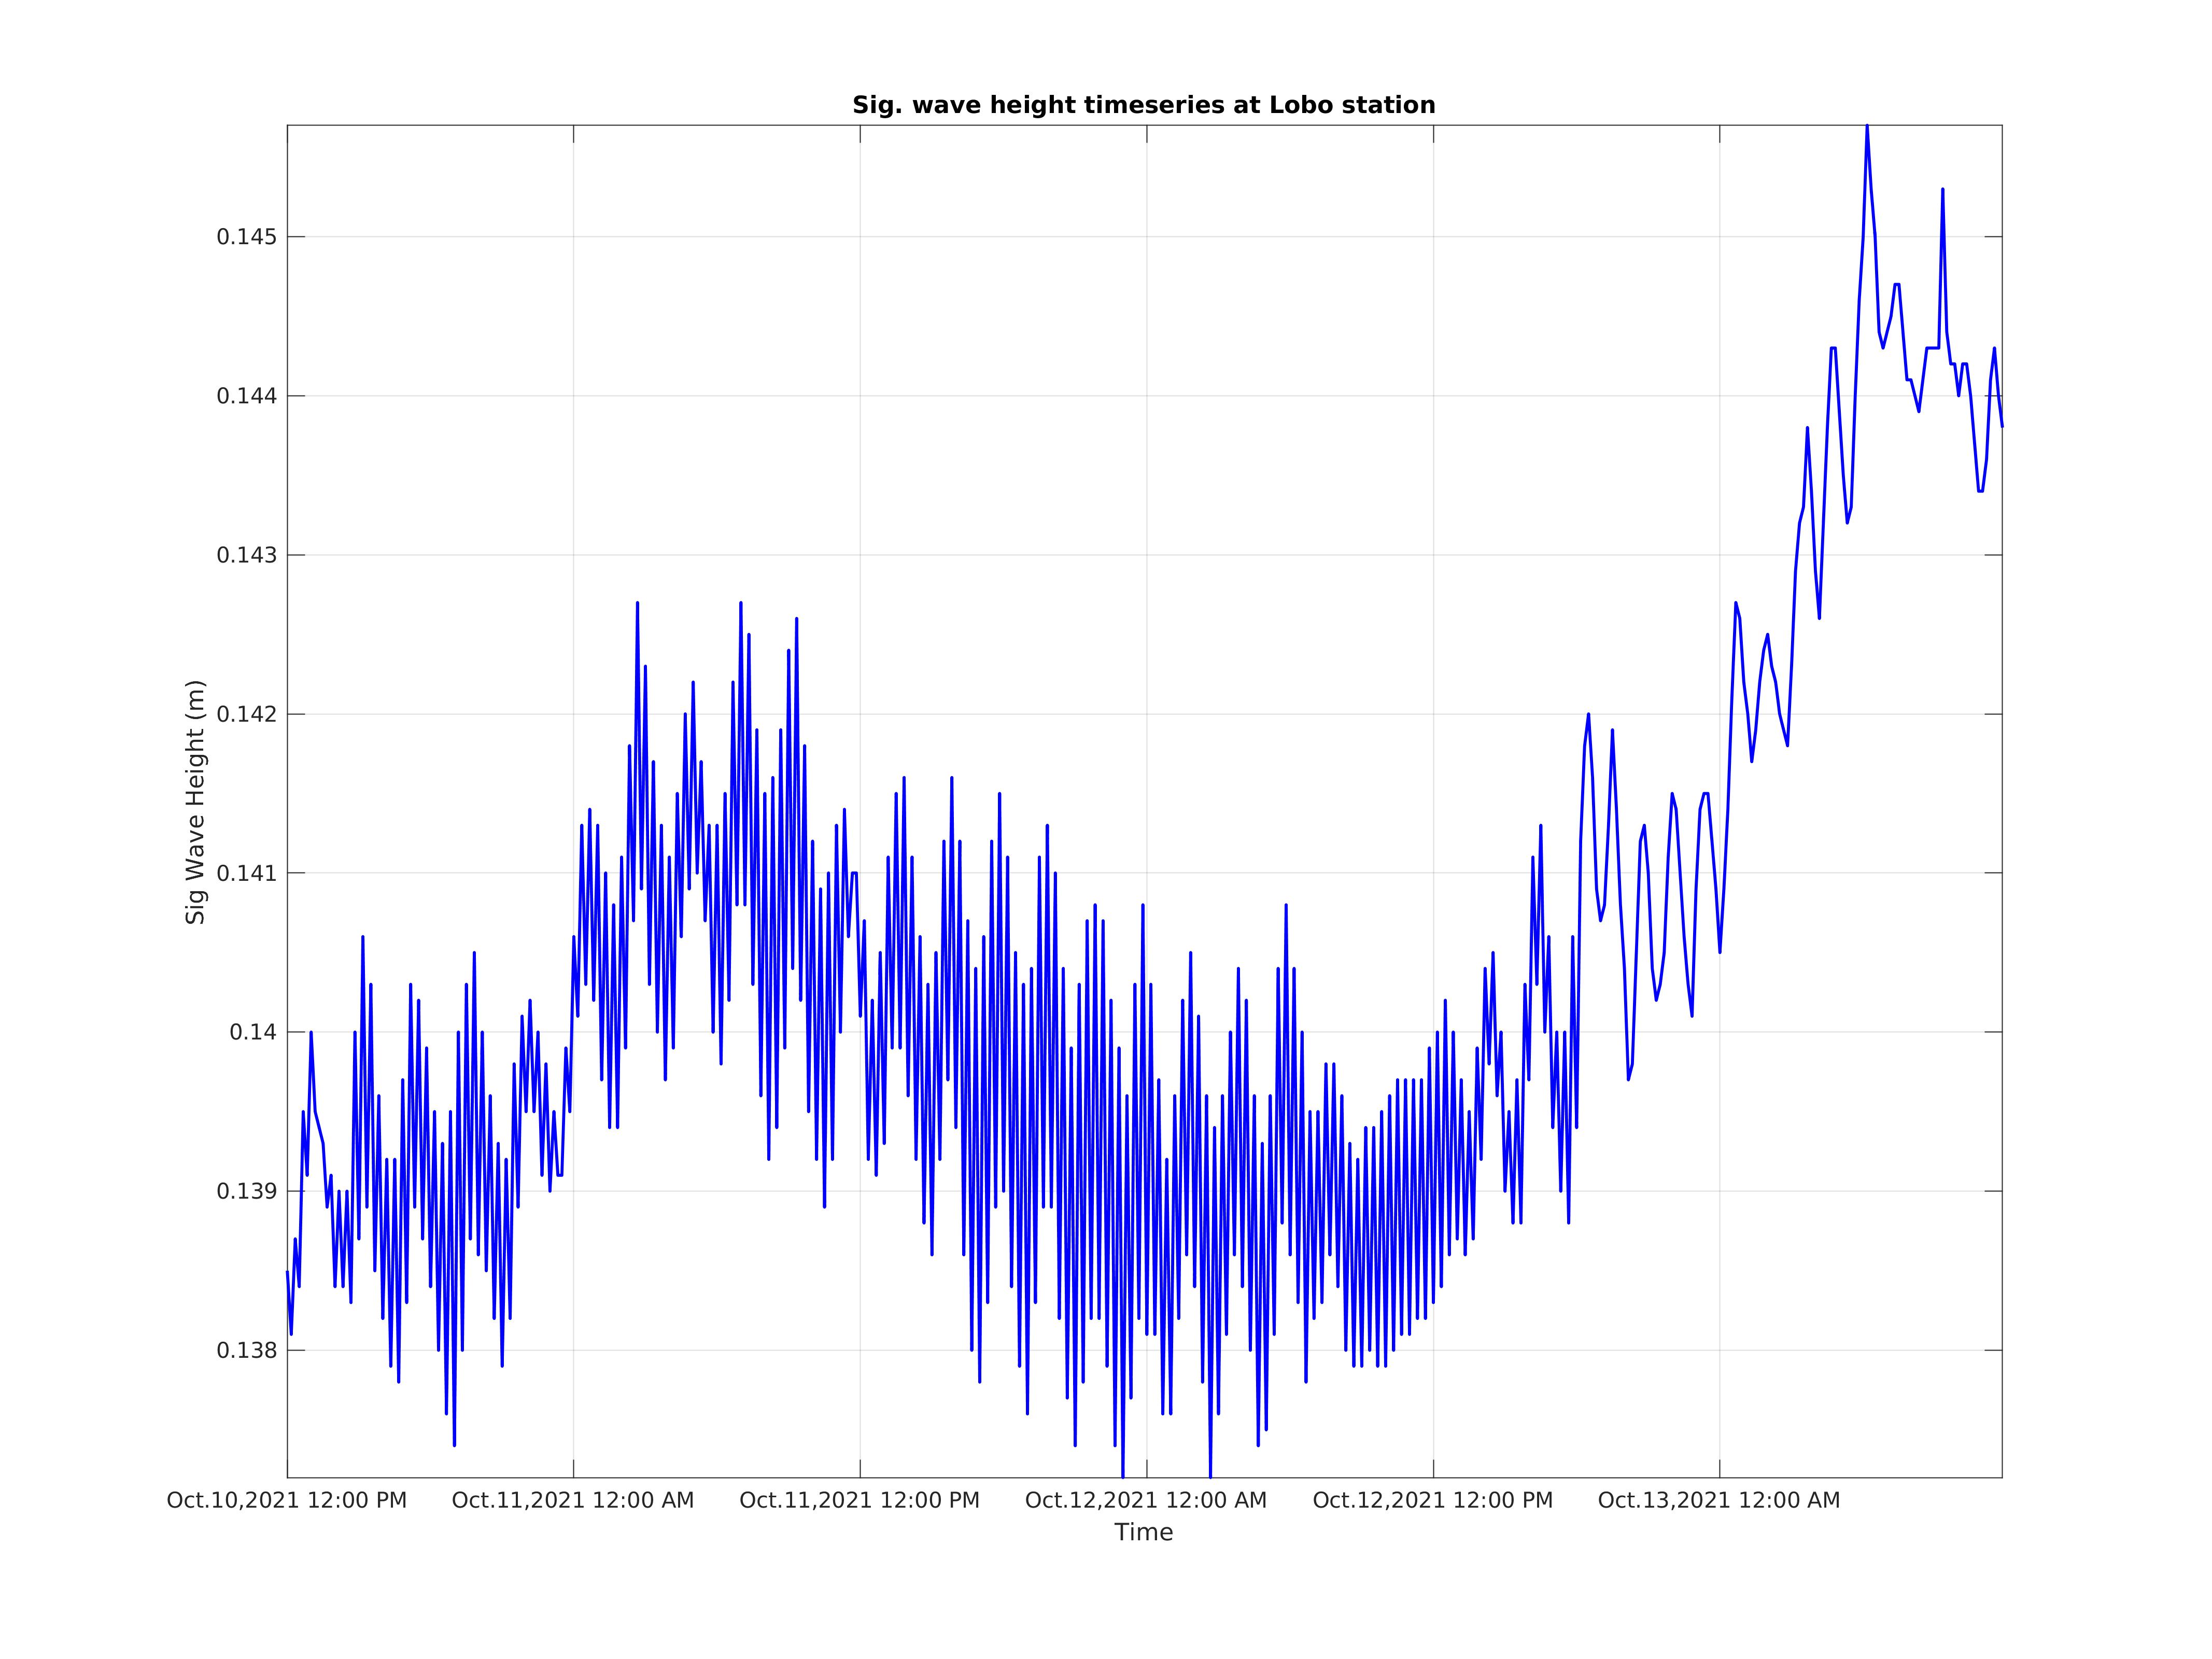 Sig. wave height timeseries at Lobo station
0.145
0.144
0.143
0.142
0.141
0.14
0.139
0.138
Sig Wave Height (m)
Oct.10,2021 12:00 PM Oct.11,2021 12:00 AM Oct.11,2021 12:00 PM Oct.12,2021 12:00 AM Oct.12,2021 12:00 PM Oct.13,2021 12:00 AM
Time